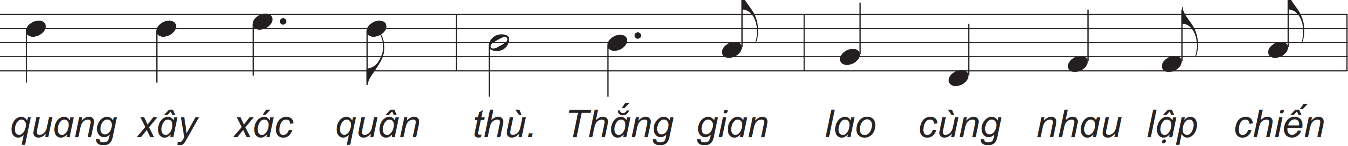 quang xây xác quân thù. Thắng gian lao cùng nhau lập chiến